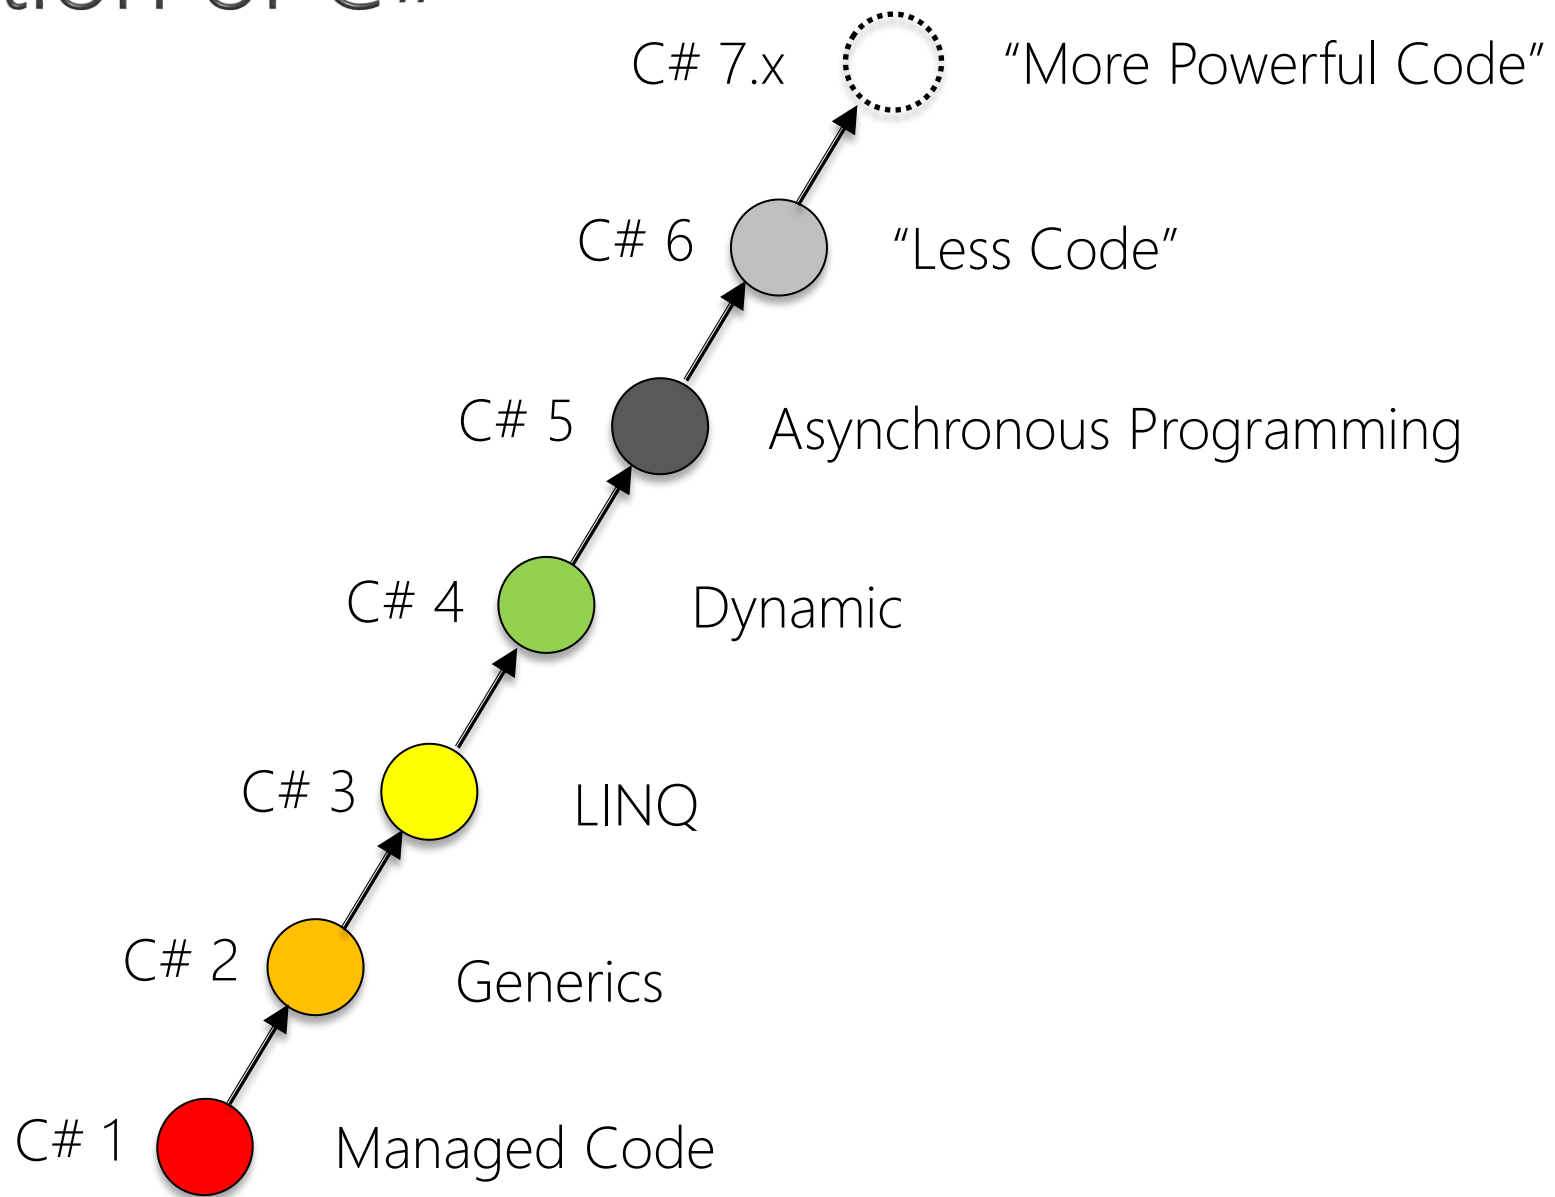 of C#
C# 7.x “More Powerful Code”
C# 6 “Less Code”
C# 5 Asynchronous Programming
C# 4 Dynamic
C# 3 LINQ
C# 2 Generics
C# 1 Managed Code